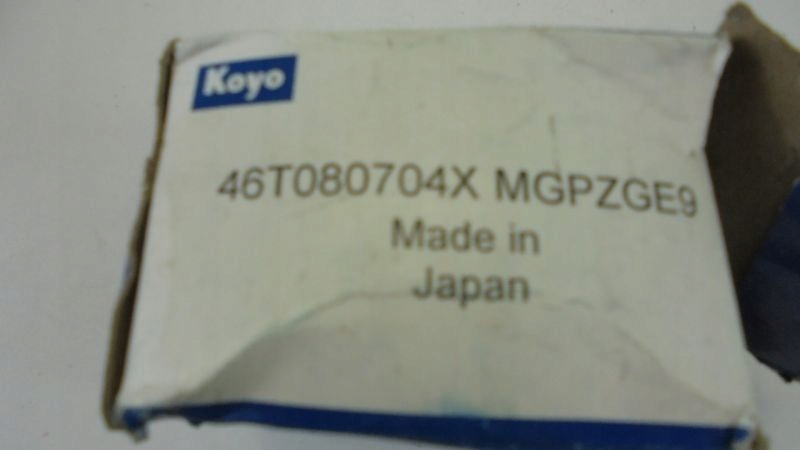 Koyo
46T080704X MGPZGE9
Made in
Japan